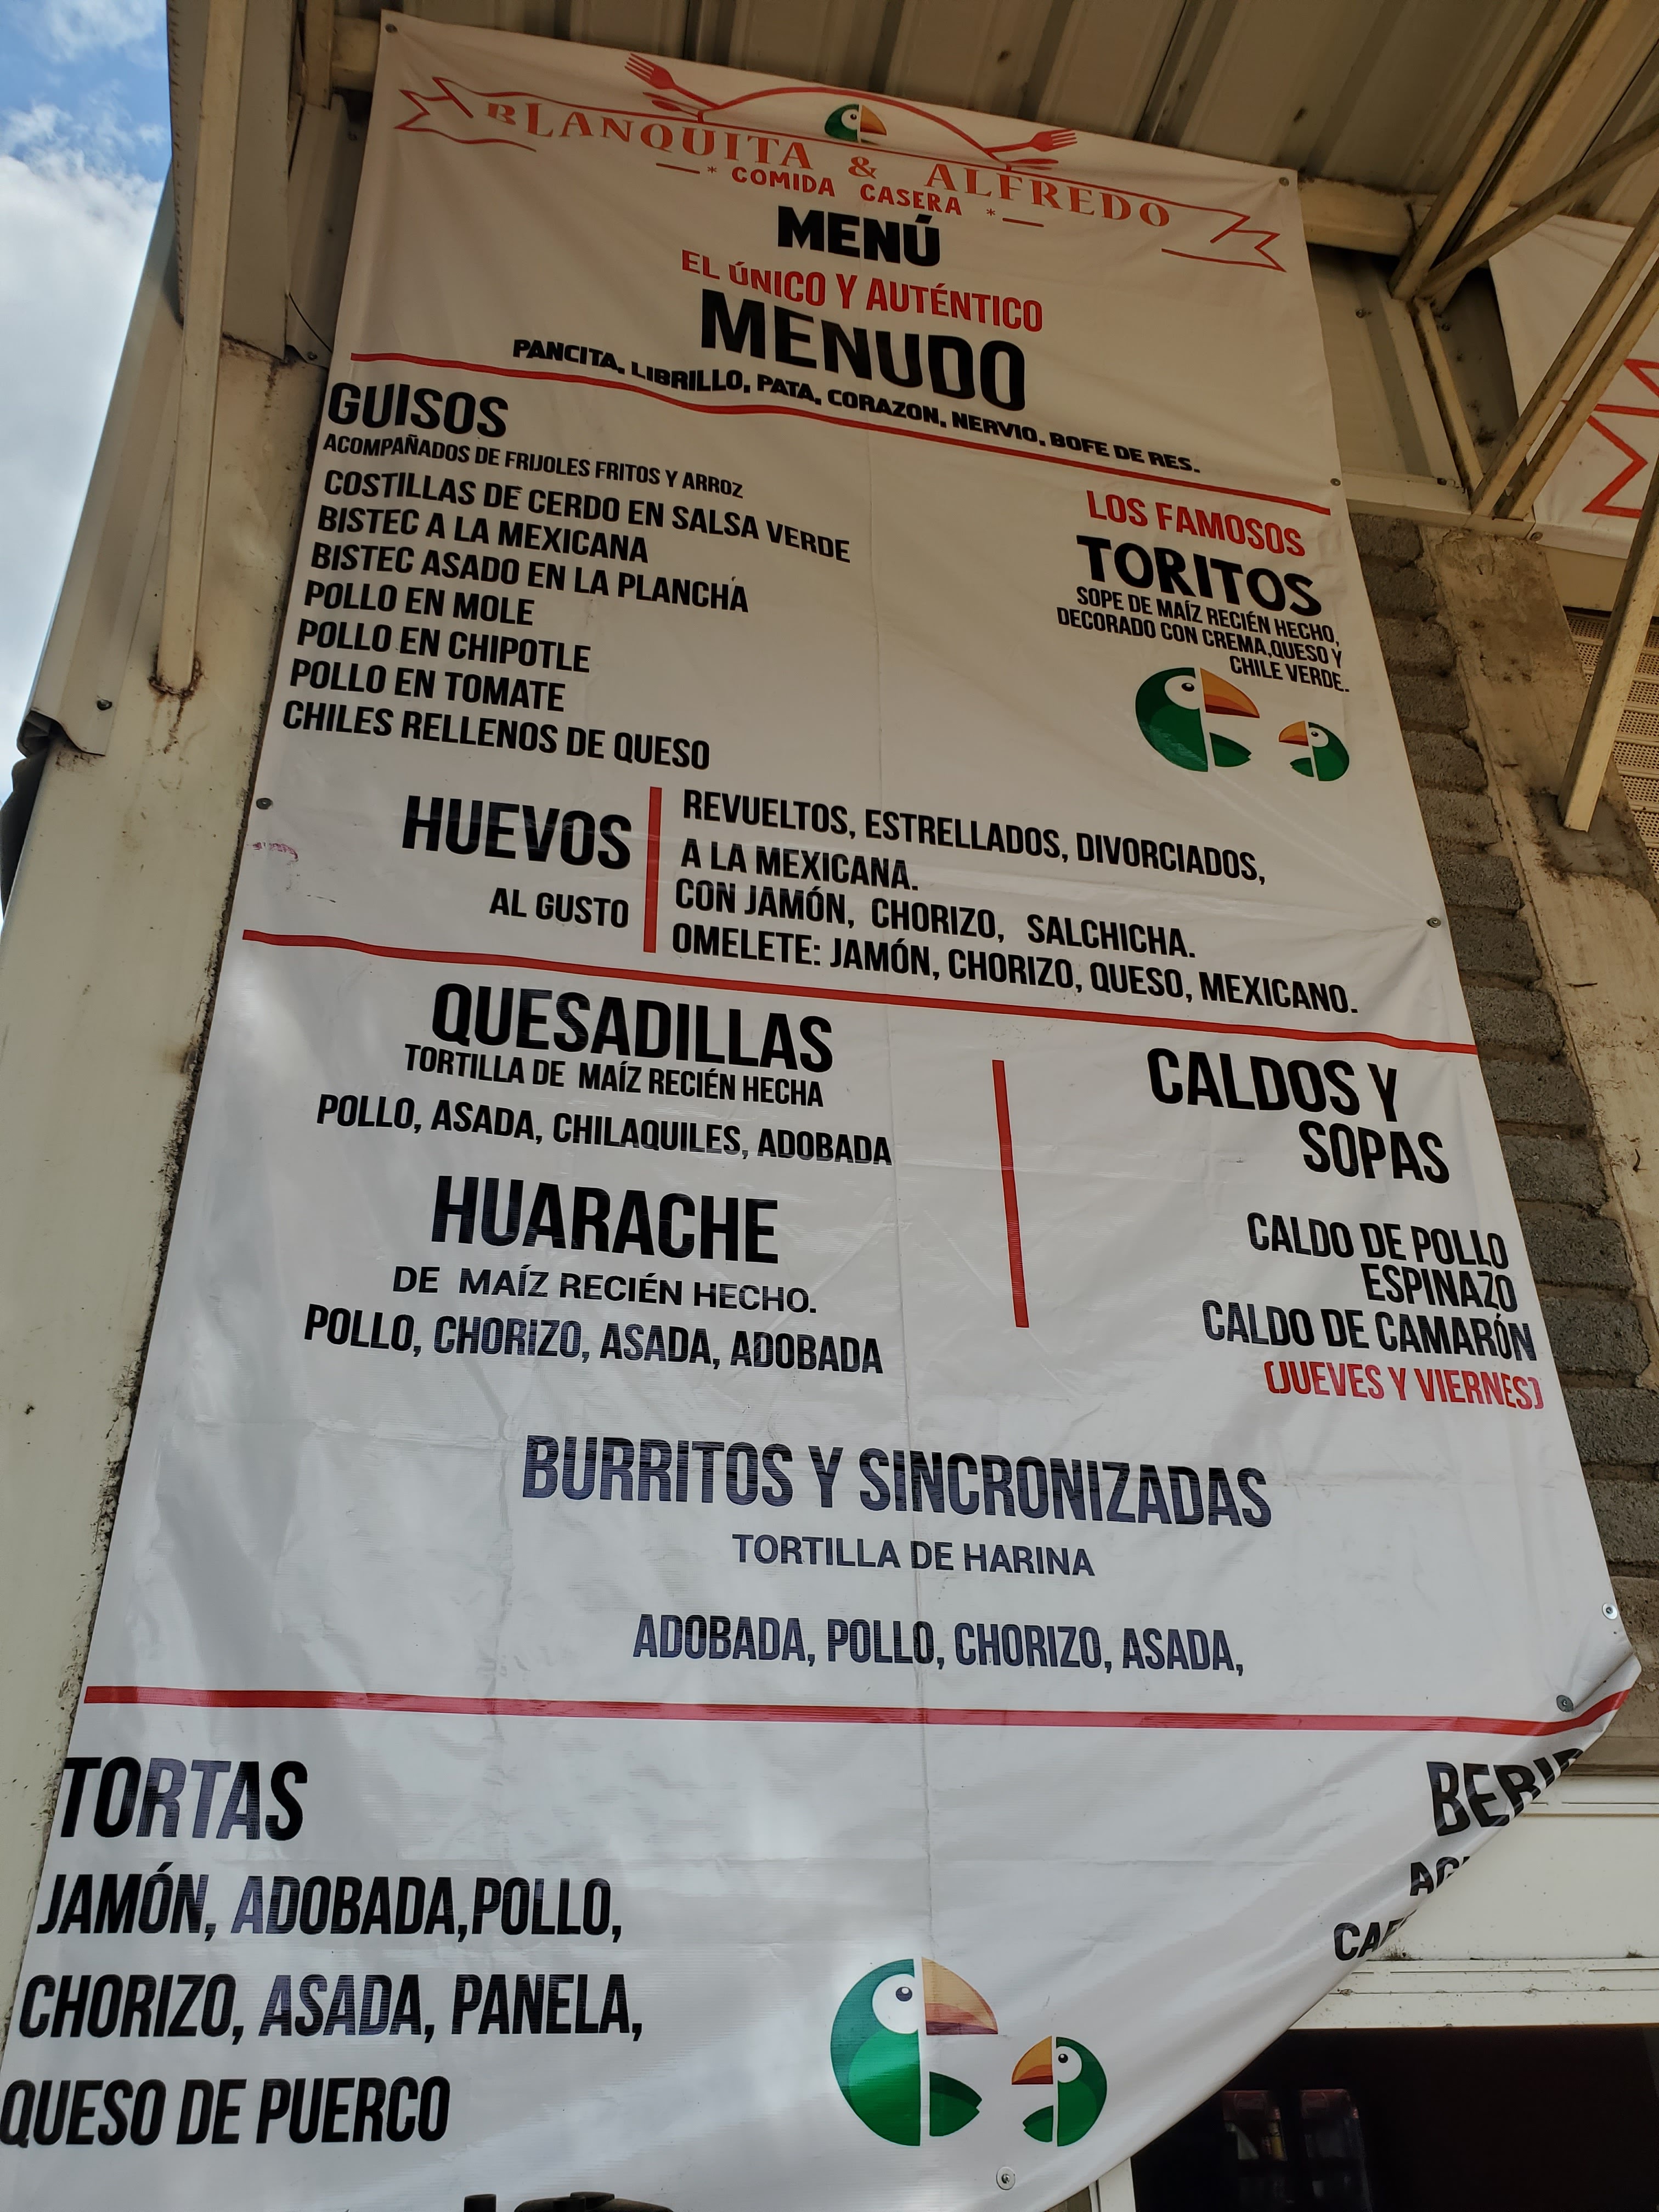 BLANQUITA & ALFREDO
* COMIDA CASERA *
MENÚ
EL ÚNICO Y AUTÉNTICO
MENUDO
PANCITA, LIBRILLO, PATA, CORAZON, NERVIO, BOFE DE RES.
GUISOS
ACOMPAÑADOS DE FRIJOLES FRITOS Y ARROZ
COSTILLAS DE CERDO EN SALSA VERDE
BISTEC A LA MEXICANA
BISTEC ASADO EN LA PLANCHA
POLLO EN MOLE
POLLO EN CHIPOTLE
POLLO EN TOMATE
CHILES RELLENOS DE QUESO
LOS FAMOSOS
TORITOS
SOPE DE MAÍZ RECIÉN HECHO,
DECORADO CON CREMA,QUESO Y
CHILE VERDE.
HUEVOS
AL GUSTO
REVUELTOS, ESTRELLADOS, DIVORCIADOS,
A LA MEXICANA.
CON JAMÓN, CHORIZO, SALCHICHA.
OMELETE: JAMÓN, CHORIZO, QUESO, MEXICANO.
QUESADILLAS
TORTILLA DE MAÍZ RECIÉN HECHA
POLLO, ASADA, CHILAQUILES, ADOBADA
HUARACHE
DE MAÍZ RECIÉN HECHO.
POLLO, CHORIZO, ASADA, ADOBADA
CALDOS Y
SOPAS
CALDO DE POLLO
ESPINAZO
CALDO DE CAMARÓN
(JUEVES Y VIERNES)
BURRITOS Y SINCRONIZADAS
TORTILLA DE HARINA
ADOBADA, POLLO, CHORIZO, ASADA,
TORTAS
JAMÓN, ADOBADA,POLLO,
CHORIZO, ASADA, PANELA,
QUESO DE PUERCO